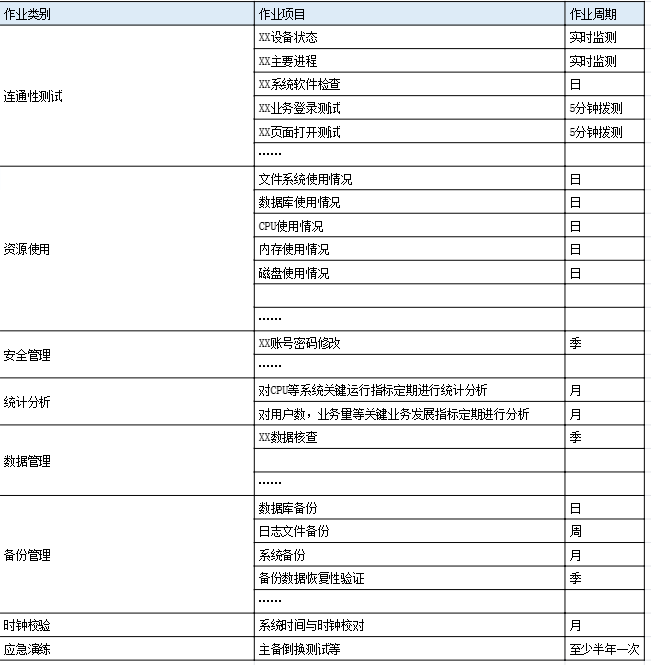 作业类别 作业项目 作业周期
连通性测试 XX设备状态 实时监测
XX主要进程 实时监测
XX系统软件检查 日
XX业务登录测试 5分钟拨测
XX页面打开测试 5分钟拨测
……
资源使用 文件系统使用情况 日
数据库使用情况 日
CPU使用情况 日
内存使用情况 日
磁盘使用情况 日
……
安全管理 XX账号密码修改 季
……
统计分析 对CPU等系统关键运行指标定期进行统计分析 月
对用户数，业务量等关键业务发展指标定期进行分析 月
数据管理 XX数据核查 季
……
备份管理 数据库备份 日
日志文件备份 周
系统备份 月
备份数据恢复性验证 季
……
时钟校验 系统时间与时钟校对 月
应急演练 主备倒换测试等 至少半年一次